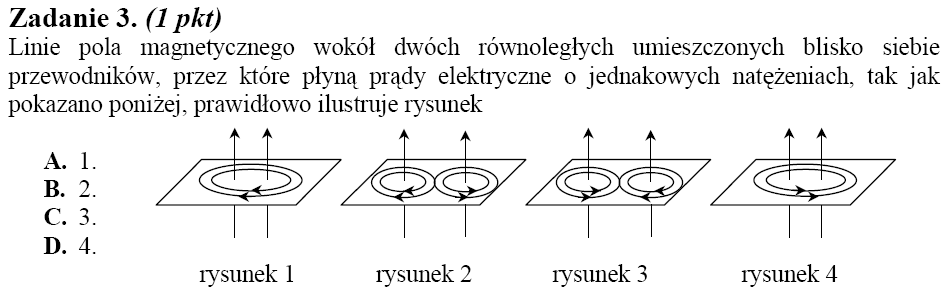 Zadanie 3. (1 pkt)
Linie pola magnetycznego wokół dwóch równoległych umieszczonych blisko siebie
przewodników, przez które płyną prądy elektryczne o jednakowych natężeniach, tak jak
pokazano poniżej, prawidłowo ilustruje rysunek
A. 1.
B. 2.
C. 3.
D. 4.
rysunek 1 rysunek 2 rysunek 3 rysunek 4